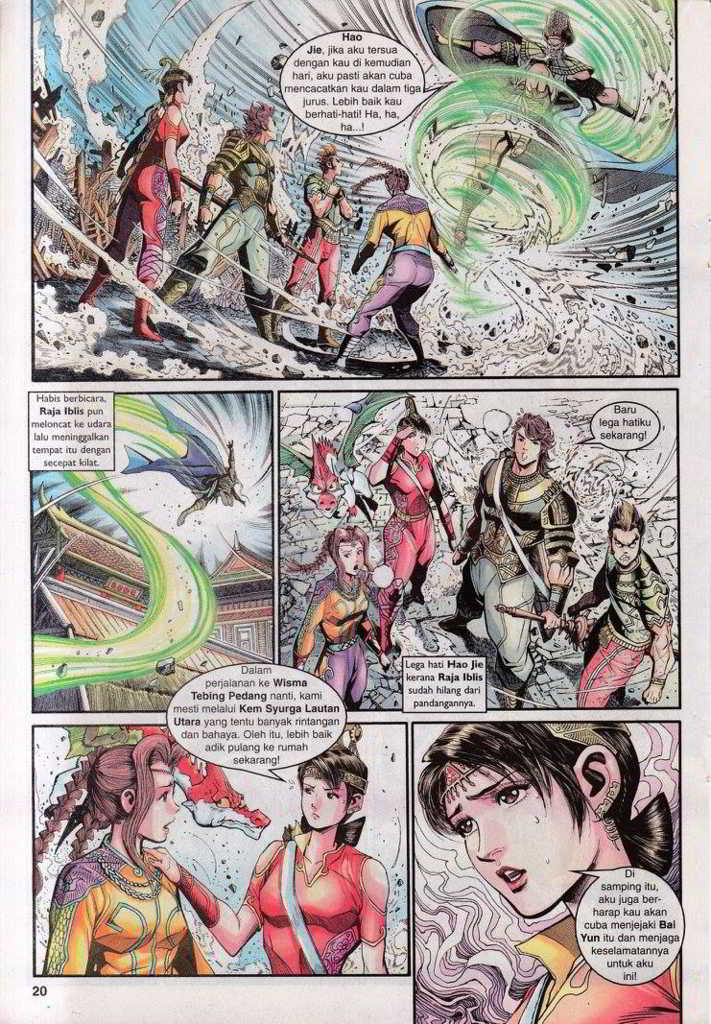 Hao
Jie, jika aku tersua
dengan kau di kemudian
hari, aku pasti akan cuba
mencacatkan kau dalam tiga
jurus. Lebih baik kau
berhati-hati! Ha, ha,
ha...!
Habis berbicara,
Raja Iblis pun
meloncat ke udara
lalu meninggalkan
tempat itu dengan
secepat kilat.
Baru
lega hatiku
sekarang!
Lega hati Hao Jie
kerana Raja Iblis
sudah hilang dari
pandangannya.
Dalam
perjalanan ke Wisma
Tebing Pedang nanti, kami
mesti melalui Kem Syurga Lautan
Utara yang tentu banyak rintangan
dan bahaya. Oleh itu, lebih baik
adik pulang ke rumah
sekarang!
Di
samping itu,
aku juga ber-
harap kau akan
cuba menjejaki Bai
Yun itu dan menjaga
keselamatannya
untuk aku
ini!
20